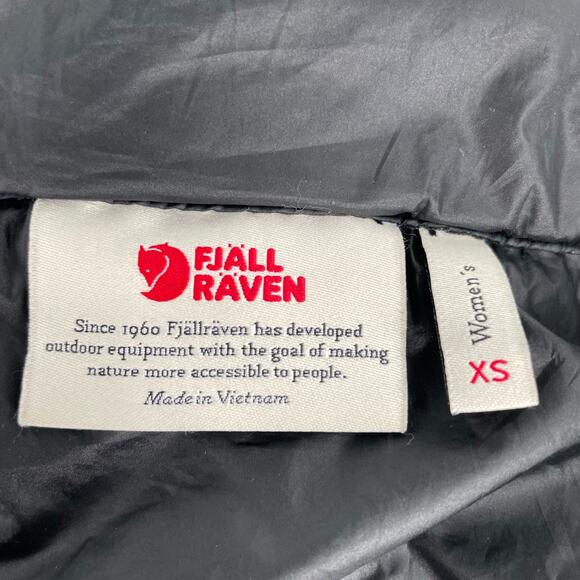 FJÄLL
RÄVEN
Since 1960 Fjällräven has developed
outdoor equipment with the goal of making
nature more accessible to people.
Made in Vietnam
Women´s
XS